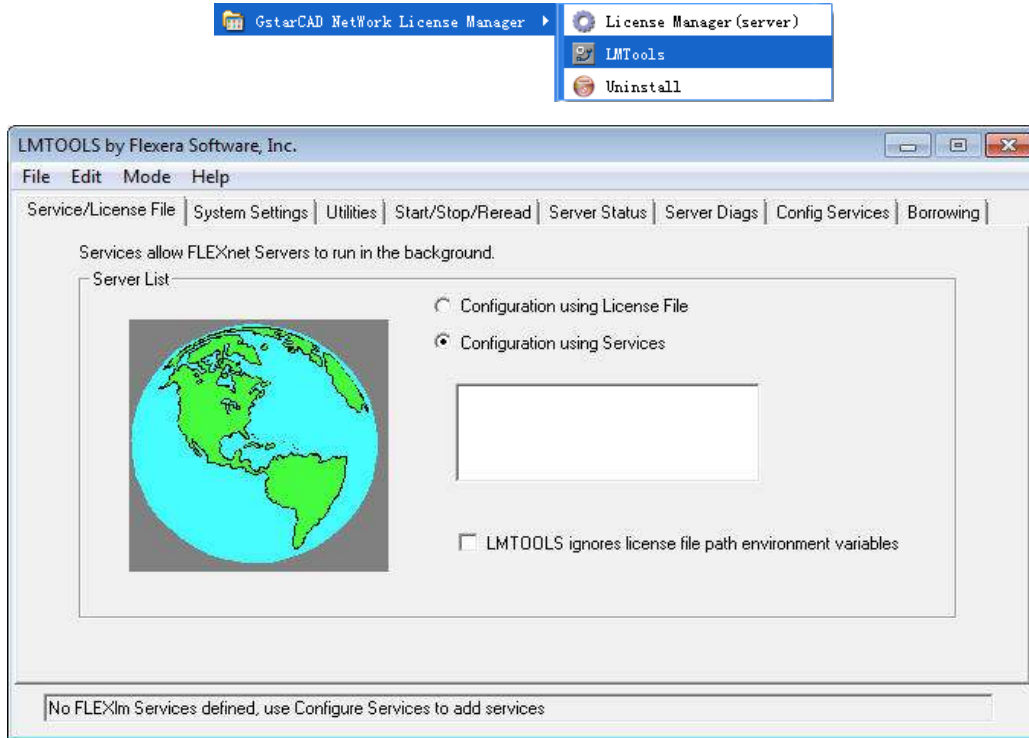 GstarCAD NetWork License Manager
License Manager(server)
LMTools
Uninstall
LMTOOLS by Flexera Software, Inc.
File Edit Mode Help
Service/License File System Settings Utilities Start/Stop/Reread Server Status Server Diags Config Services Borrowing
Services allow FLEXnet Servers to run in the background.
Server List
Configuration using License File
Configuration using Services
LMTOOLS ignores license file path environment variables
No FLEXlm Services defined, use Configure Services to add services